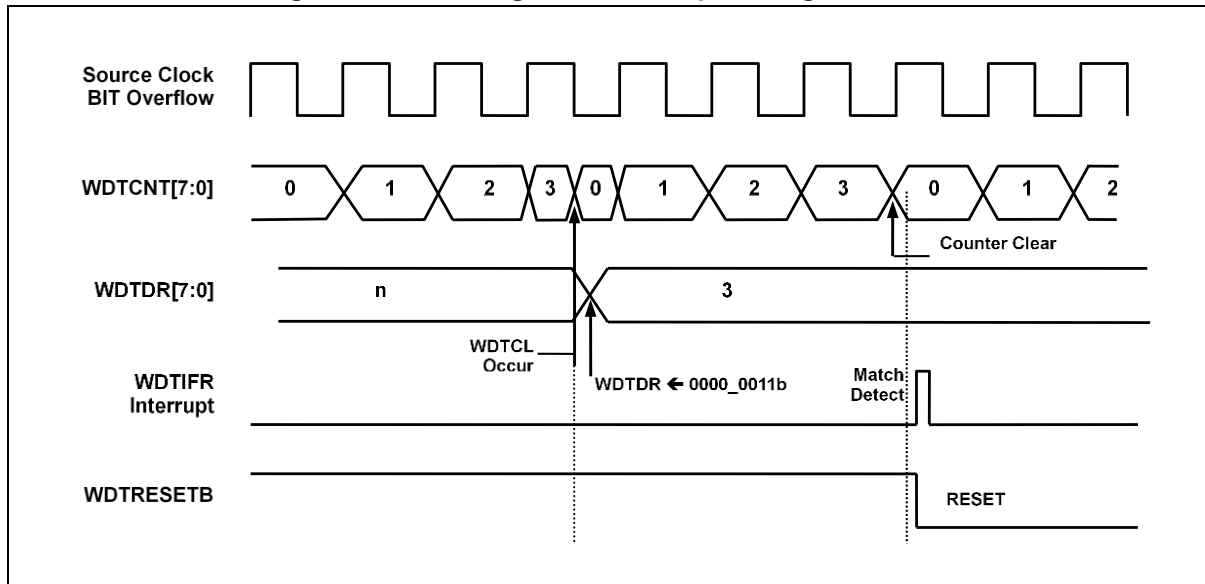 Source Clock
BIT Overflow
WDTCNT[7:0]
0 1 2 3 0 1 2 3 0 1 2
Counter Clear
WDTDR[7:0]
n 3
WDTCL
Occur
WDTDR ← 0000_0011b
WDTIFR
Interrupt
Match
Detect
WDTRESETB
RESET